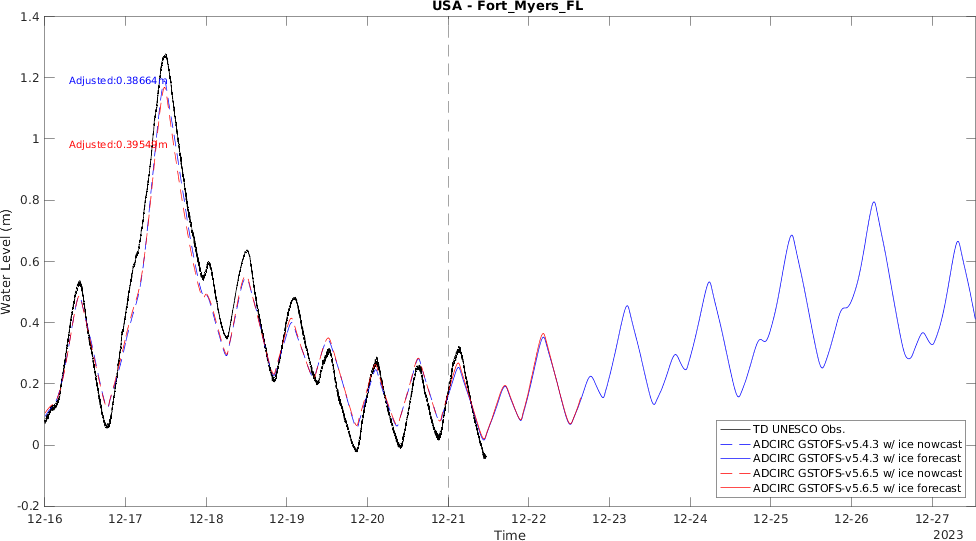 USA - Fort_Myers_FL
Water Level (m)
1.4
1.2
1
0.8
0.6
0.4
0.2
0
-0.2
Adjusted:0.38664m
Adjusted:0.39549m
TD UNESCO Obs.
ADCIRC GSTOFS-v5.4.3 w/ ice nowcast
ADCIRC GSTOFS-v5.4.3 w/ ice forecast
ADCIRC GSTOFS-v5.6.5 w/ ice nowcast
ADCIRC GSTOFS-v5.6.5 w/ ice forecast
12-16 12-17 12-18 12-19 12-20 12-21 12-22 12-23 12-24 12-25 12-26 12-27
Time
2023